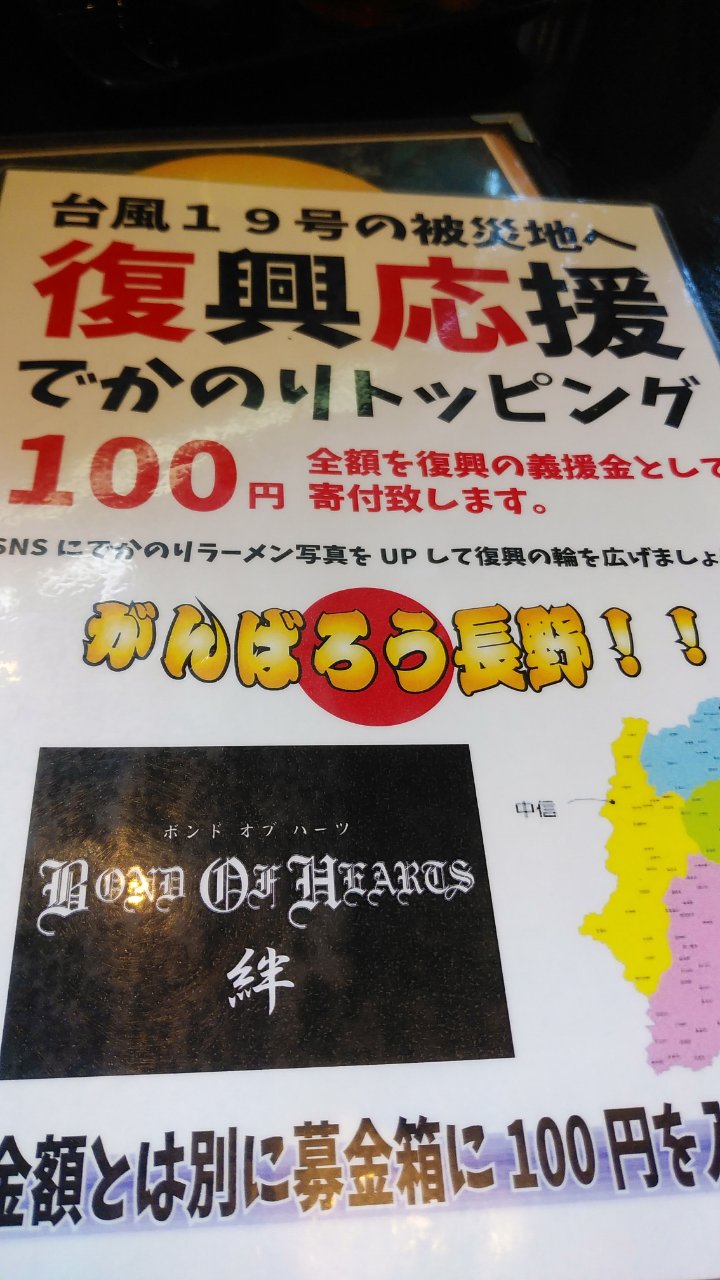 台風19号の被災地へ
復興応援
でかのりトッピング
100円 全額を復興の義援金として
寄付致します。
SNSにでかのりラーメン写真をUPして復興の輪を広げましょ
がんばろう長野!!
中信
ボンド オブ ハーツ
BOND OF HEARTS
絆
金額とは別に募金箱に100円を